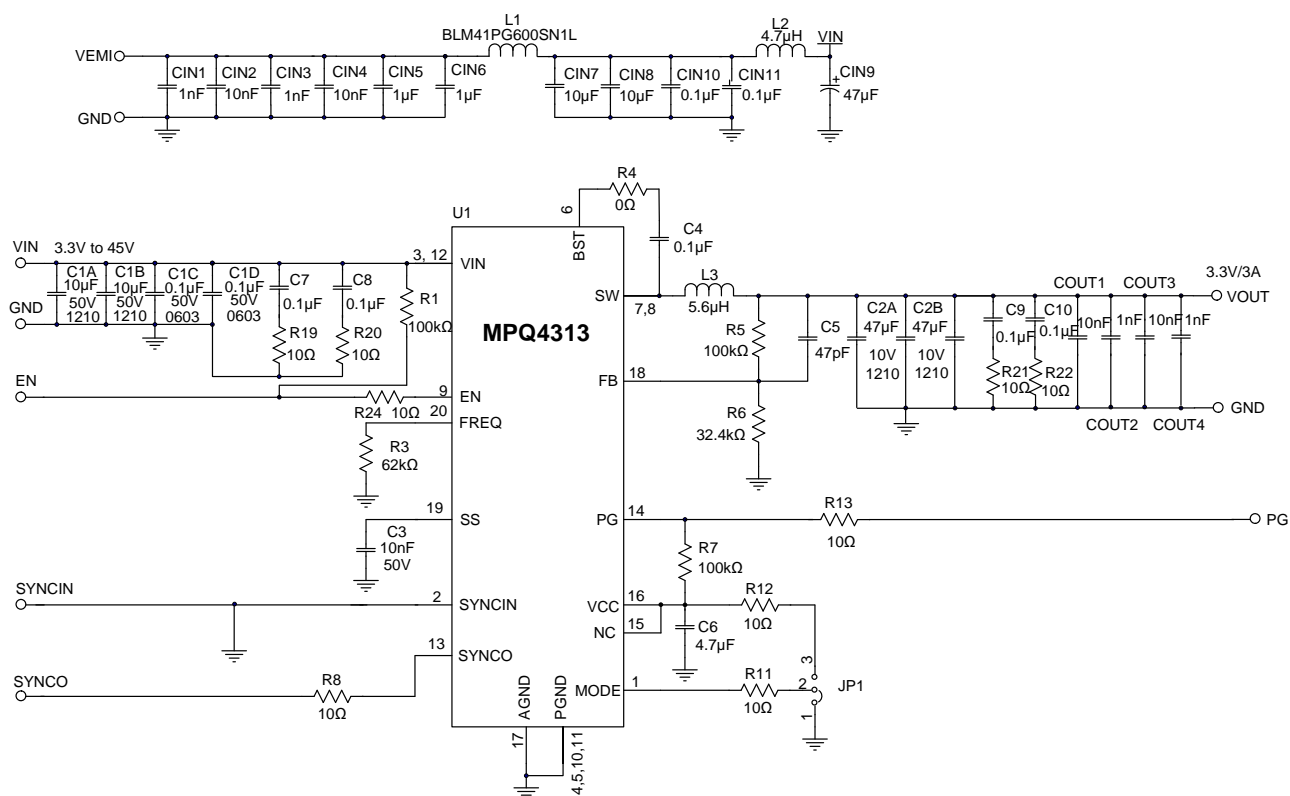 L1
BLM41PG600SN1L
L2
4.7µH
VIN
VEMI
CIN1
1nF
CIN2
10nF
CIN3
1nF
CIN4
10nF
CIN5
1µF
CIN6
1µF
CIN7
10µF
CIN8
10µF
CIN10
0.1µF
CIN11
0.1µF
CIN9
47µF
+
GND
R4
0Ω
U1
6
BST
C4
0.1µF
VIN
3.3V to 45V
3, 12
VIN
C1A
10µF
50V
1210
C1B
10µF
50V
1210
C1C
0.1µF
50V
0603
C1D
0.1µF
50V
0603
C7
0.1µF
C8
0.1µF
R1
100kΩ
R19
10Ω
R20
10Ω
GND
MPQ4313
SW
7,8
L3
5.6µH
COUT1
COUT3
3.3V/3A
VOUT
R5
100kΩ
C5
47pF
C2A
47µF
10V
1210
C2B
47µF
10V
1210
C9
0.1µF
C10
0.1µF
10nF
1nF
10nF
1nF
R21
10Ω
R22
10Ω
FB
18
EN
9
EN
R24
10Ω
20
FREQ
R3
62kΩ
R6
32.4kΩ
GND
COUT2
COUT4
19
SS
C3
10nF
50V
PG
14
R13
10Ω
PG
R7
100kΩ
SYNCIN
2
SYNCIN
VCC
16
NC
15
R12
10Ω
C6
4.7µF
13
SYNCO
SYNCO
R8
10Ω
MODE
1
R11
10Ω
3
2
1
JP1
AGND
PGND
17
4,5,10,11